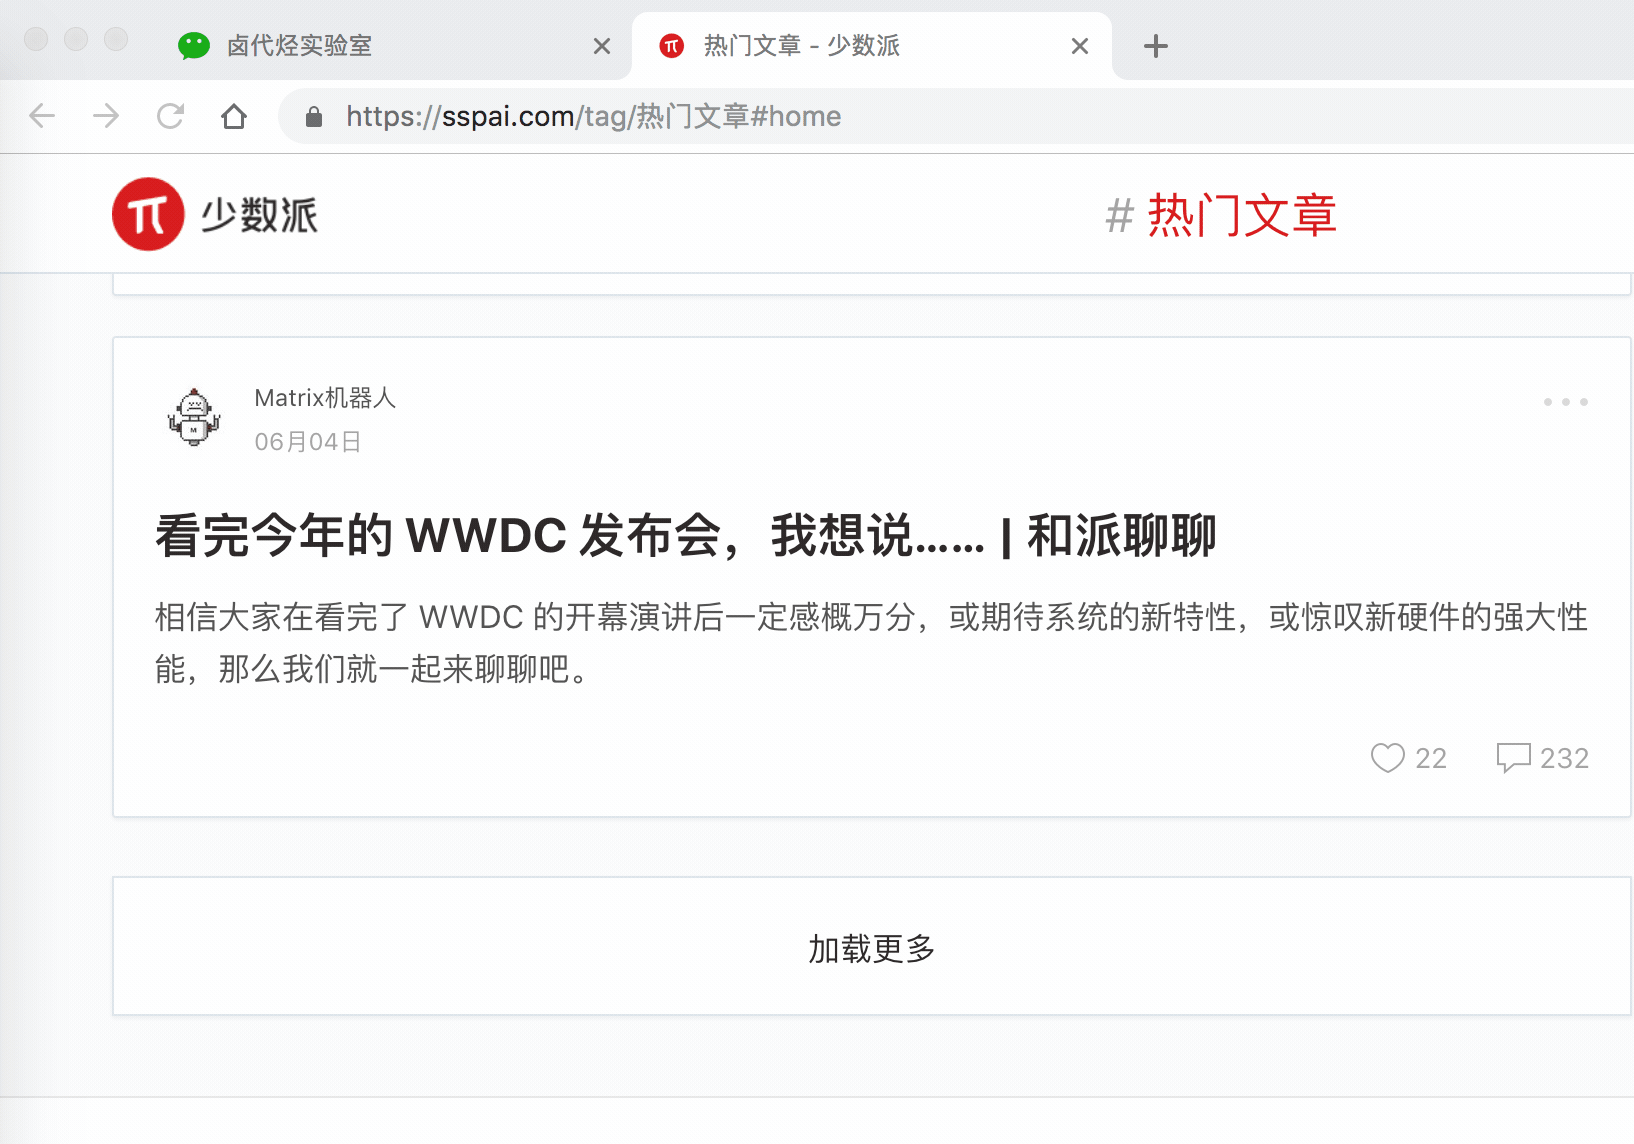 卤代烃实验室
热门文章 - 少数派
https://sspai.com/tag/热门文章#home
少数派
# 热门文章
Matrix机器人
06月04日
看完今年的 WWDC 发布会，我想说…… | 和派聊聊
相信大家在看完了 WWDC 的开幕演讲后一定感概万分，或期待系统的新特性，或惊叹新硬件的强大性
能，那么我们就一起来聊聊吧。
22 232
加载更多